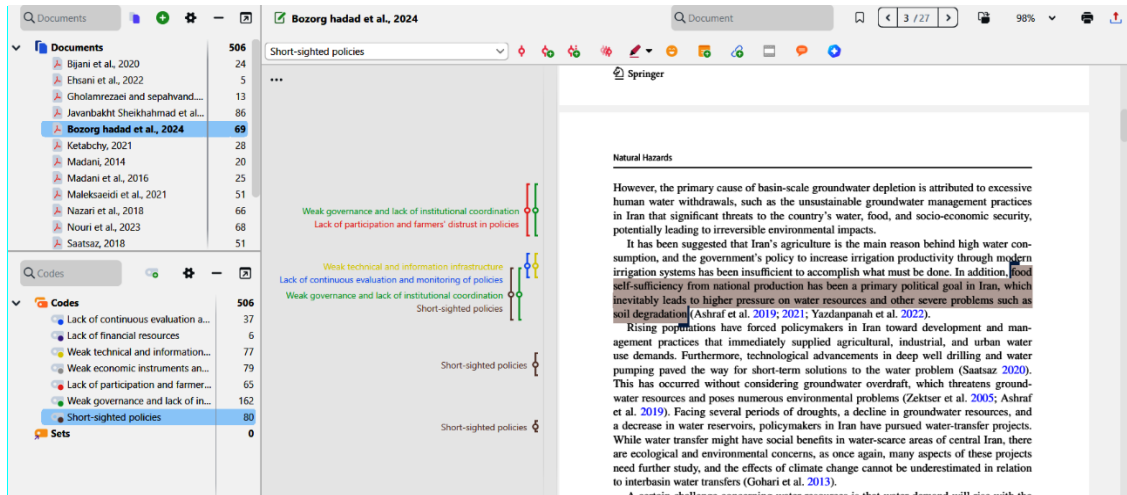 Documents
Documents 506
Bijani et al., 2020 24
Ehsani et al., 2022 5
Gholamrezaei and sepahvand.... 13
Javanbakht Sheikhahmad et al... 86
Bozorg hadad et al., 2024 69
Ketabchy, 2021 28
Madani, 2014 20
Madani et al., 2016 25
Maleksaeidi et al., 2021 51
Nazari et al., 2018 66
Nouri et al., 2023 68
Saatsaz, 2018 51
Codes
Codes 506
Lack of continuous evaluation a... 37
Lack of financial resources 6
Weak technical and information... 77
Weak economic instruments an... 79
Lack of participation and farmer... 65
Weak governance and lack of in... 162
Short-sighted policies 80
Sets 0
Bozorg hadad et al., 2024
Document
3 / 27
98%
Short-sighted policies
...
Weak governance and lack of institutional coordination
Lack of participation and farmers' distrust in policies
Weak technical and information infrastructure
Lack of continuous evaluation and monitoring of policies
Weak governance and lack of institutional coordination
Short-sighted policies
Short-sighted policies
Short-sighted policies
Springer
Natural Hazards
However, the primary cause of basin-scale groundwater depletion is attributed to excessive
human water withdrawals, such as the unsustainable groundwater management practices
in Iran that significant threats to the country's water, food, and socio-economic security,
potentially leading to irreversible environmental impacts.
It has been suggested that Iran's agriculture is the main reason behind high water con-
sumption, and the government's policy to increase irrigation productivity through modern
irrigation systems has been insufficient to accomplish what must be done. In addition, food
self-sufficiency from national production has been a primary political goal in Iran, which
inevitably leads to higher pressure on water resources and other severe problems such as
soil degradation (Ashraf et al. 2019; 2021; Yazdanpanah et al. 2022).
Rising populations have forced policymakers in Iran toward development and man-
agement practices that immediately supplied agricultural, industrial, and urban water
use demands. Furthermore, technological advancements in deep well drilling and water
pumping paved the way for short-term solutions to the water problem (Saatsaz 2020).
This has occurred without considering groundwater overdraft, which threatens ground-
water resources and poses numerous environmental problems (Zektser et al. 2005; Ashraf
et al. 2019). Facing several periods of droughts, a decline in groundwater resources, and
a decrease in water reservoirs, policymakers in Iran have pursued water-transfer projects.
While water transfer might have social benefits in water-scarce areas of central Iran, there
are ecological and environmental concerns, as once again, many aspects of these projects
need further study, and the effects of climate change cannot be underestimated in relation
to interbasin water transfers (Gohari et al. 2013).
A certain challenge concerning water resources is that water demand will rise with the